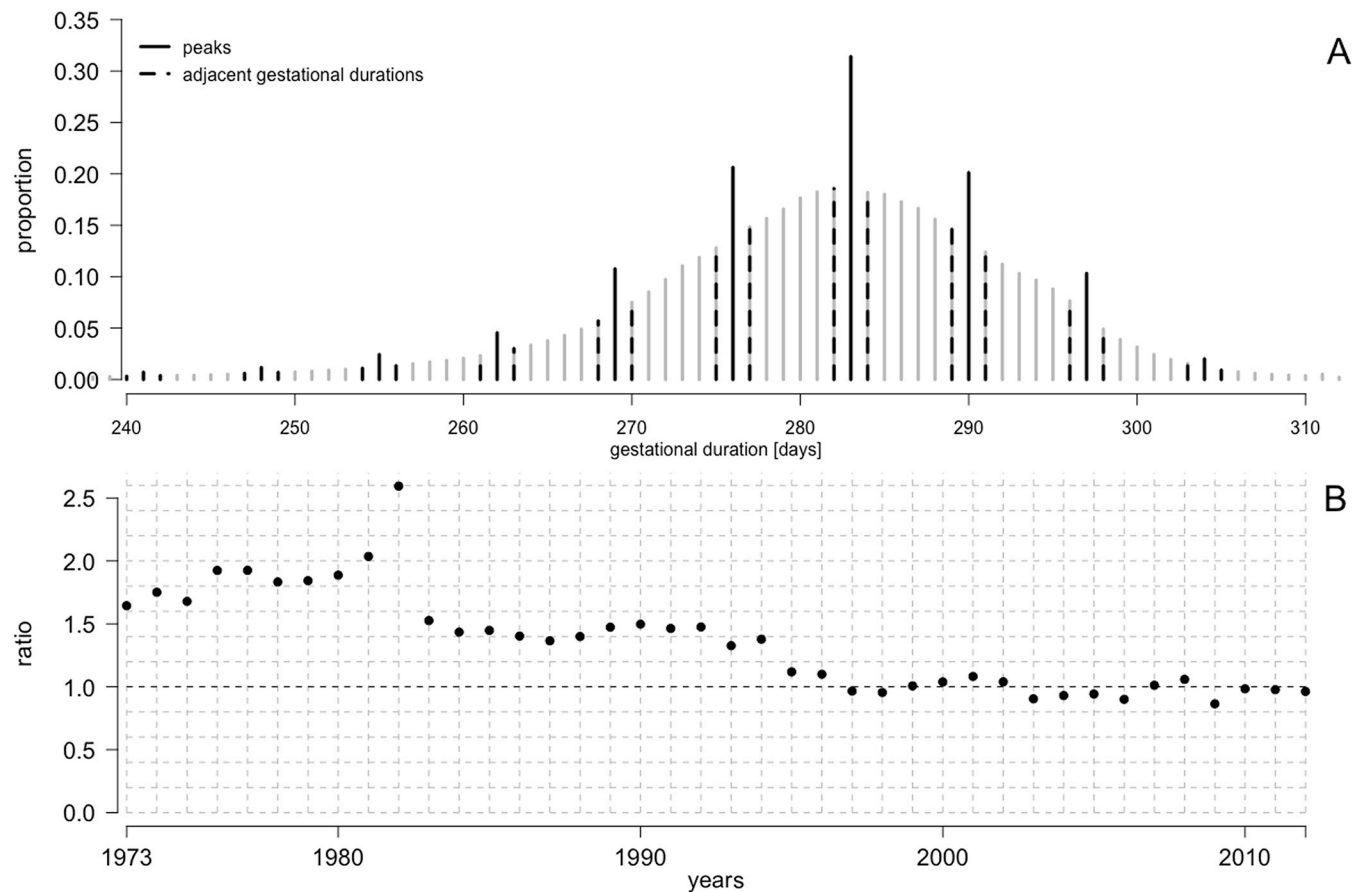 A
0.35
0.30
0.25
0.20
0.15
0.10
0.05
0.00
proportion
peaks
adjacent gestational durations
240 250 260 270 280 290 300 310
gestational duration [days]
B
2.5
2.0
1.5
1.0
0.5
0.0
ratio
1973 1980 1990 2000 2010
years